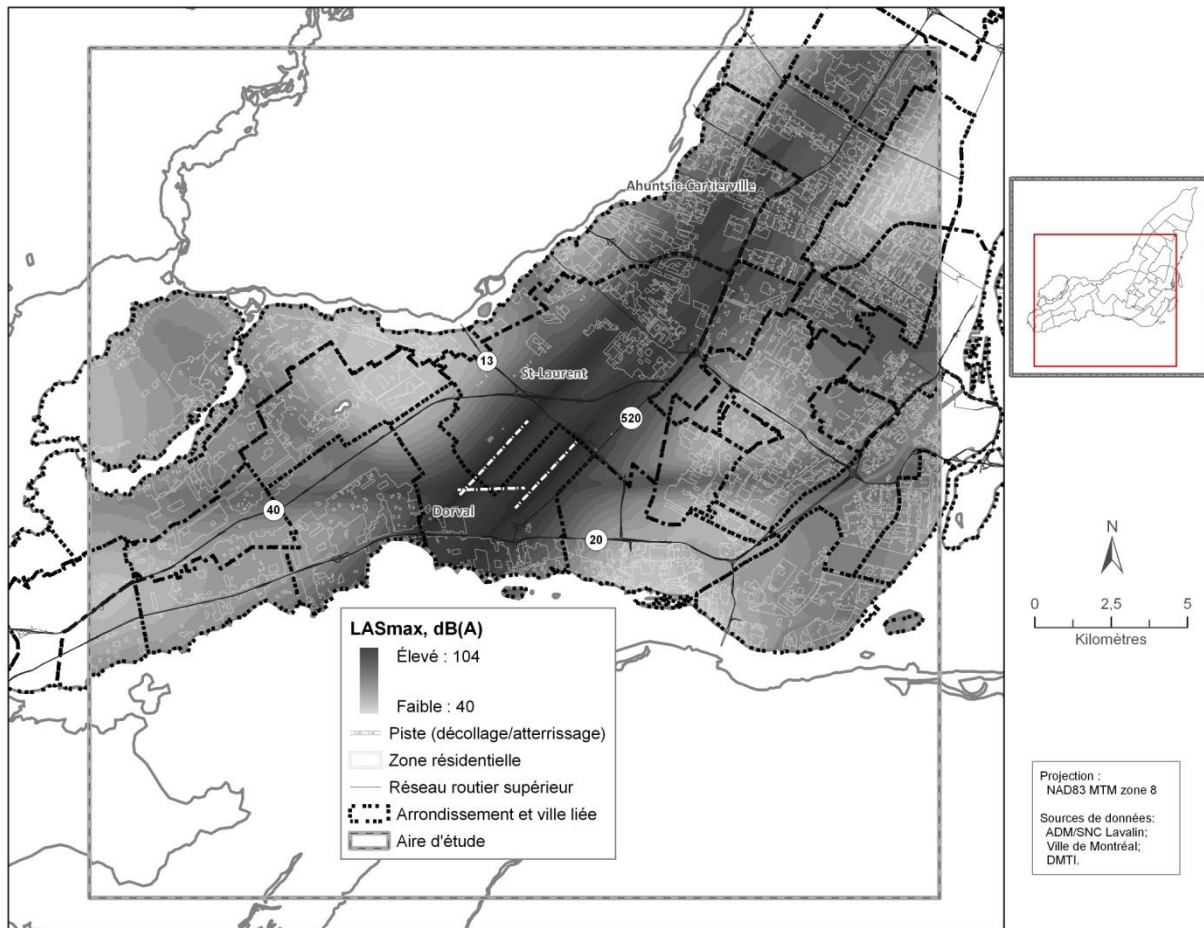 Ahuntsic-Cartierville
13
St-Laurent
520
Dorval
40
20
LASmax, dB(A)
Élevé : 104
Faible : 40
Piste (décollage/atterrissage)
Zone résidentielle
Réseau routier supérieur
Arrondissement et ville liée
Aire d'étude
N
0 2,5 5
Kilomètres
Projection :
NAD83 MTM zone 8
Sources de données:
ADM/SNC Lavalin;
Ville de Montréal;
DMTI.